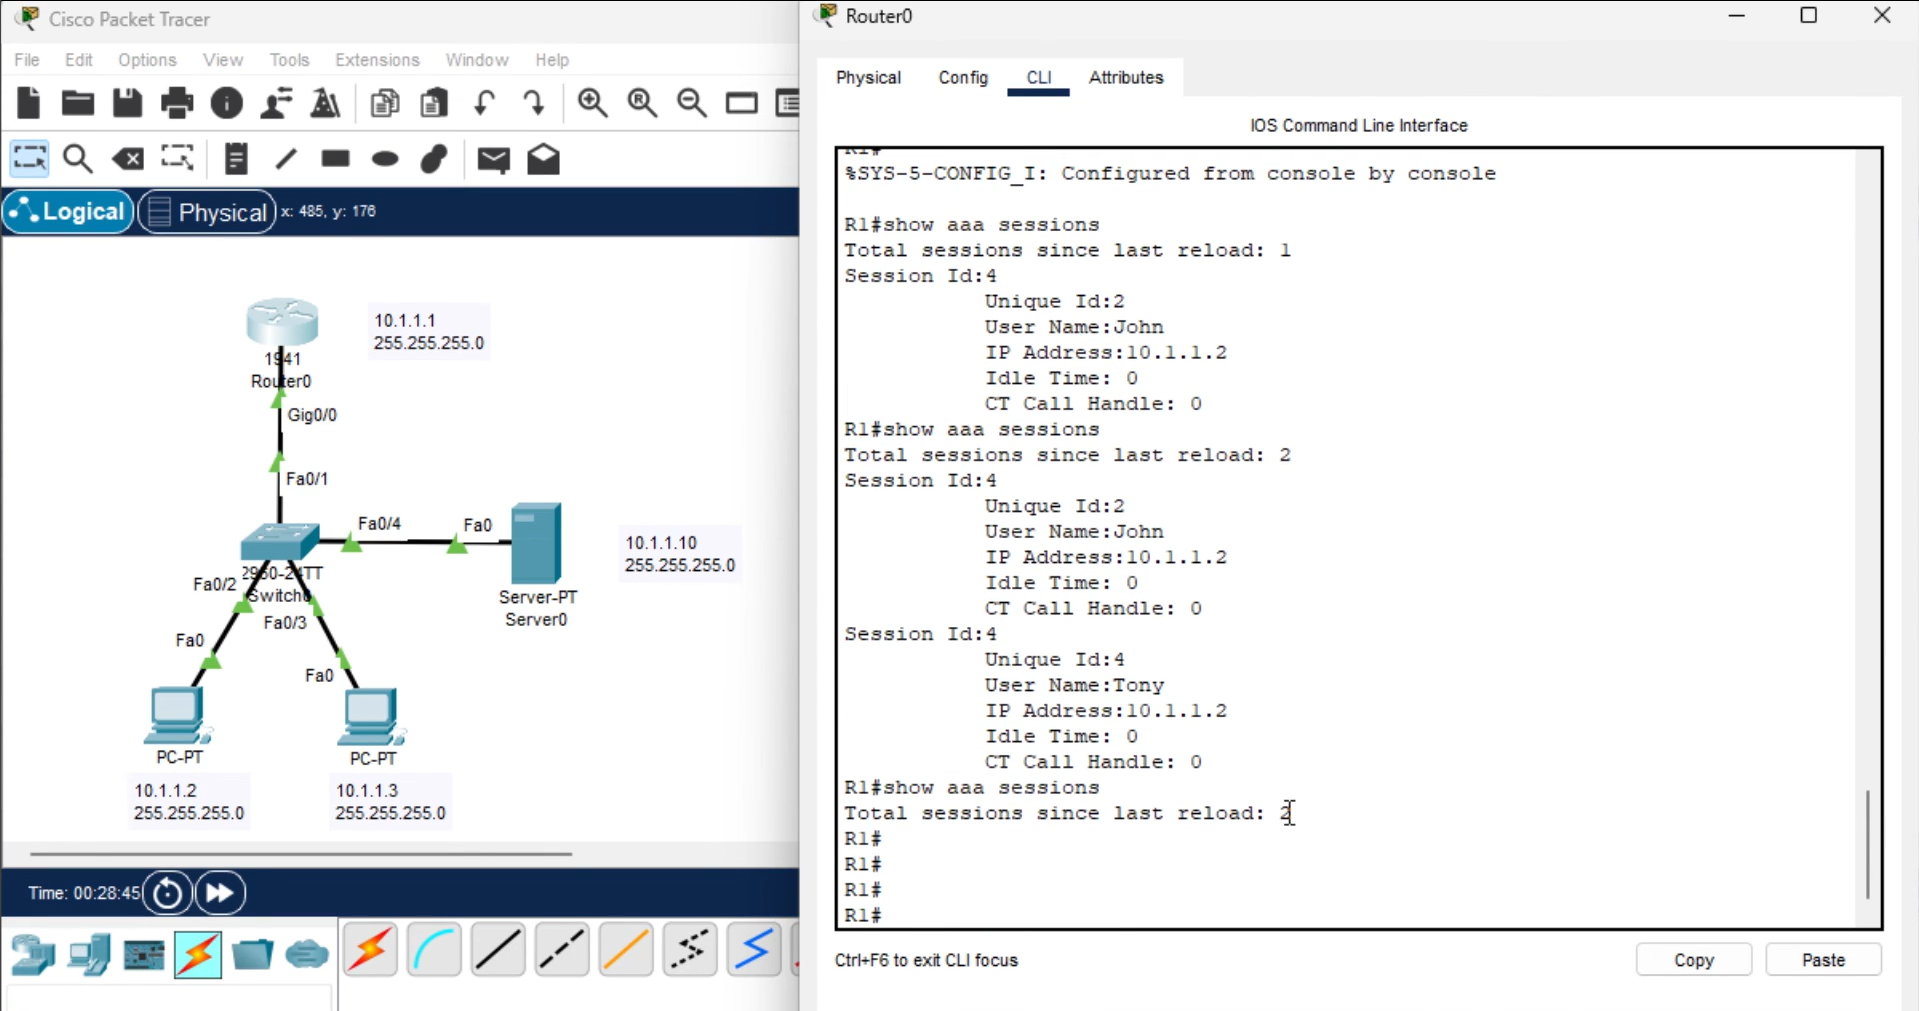 Cisco Packet Tracer
File Edit Options View Tools Extensions Window Help
Logical Physical x: 485, y: 176
10.1.1.1
255.255.255.0
1941
Router0
Gig0/0
Fa0/1
Fa0/4 Fa0
10.1.1.10
255.255.255.0
2950-24TT
Switch0
Fa0/2
Fa0/3
Server-PT
Server0
Fa0
Fa0
PC-PT
PC-PT
10.1.1.2
255.255.255.0
10.1.1.3
255.255.255.0
Time: 00:28:45
Router0
Physical Config CLI Attributes
IOS Command Line Interface
R1#
%SYS-5-CONFIG_I: Configured from console by console
R1#show aaa sessions
Total sessions since last reload: 1
Session Id:4
Unique Id:2
User Name:John
IP Address:10.1.1.2
Idle Time: 0
CT Call Handle: 0
R1#show aaa sessions
Total sessions since last reload: 2
Session Id:4
Unique Id:2
User Name:John
IP Address:10.1.1.2
Idle Time: 0
CT Call Handle: 0
Session Id:4
Unique Id:4
User Name:Tony
IP Address:10.1.1.2
Idle Time: 0
CT Call Handle: 0
R1#show aaa sessions
Total sessions since last reload: 2
R1#
R1#
R1#
R1#
Ctrl+F6 to exit CLI focus
Copy Paste